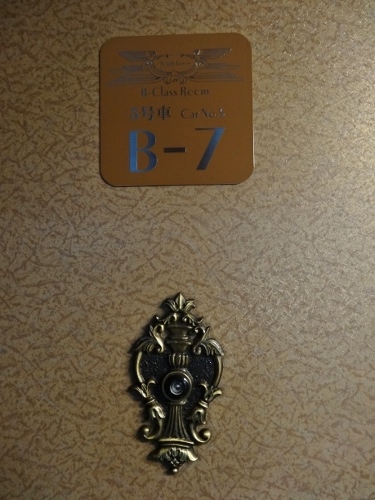 B-Class Room
号車 Car No.
B-7